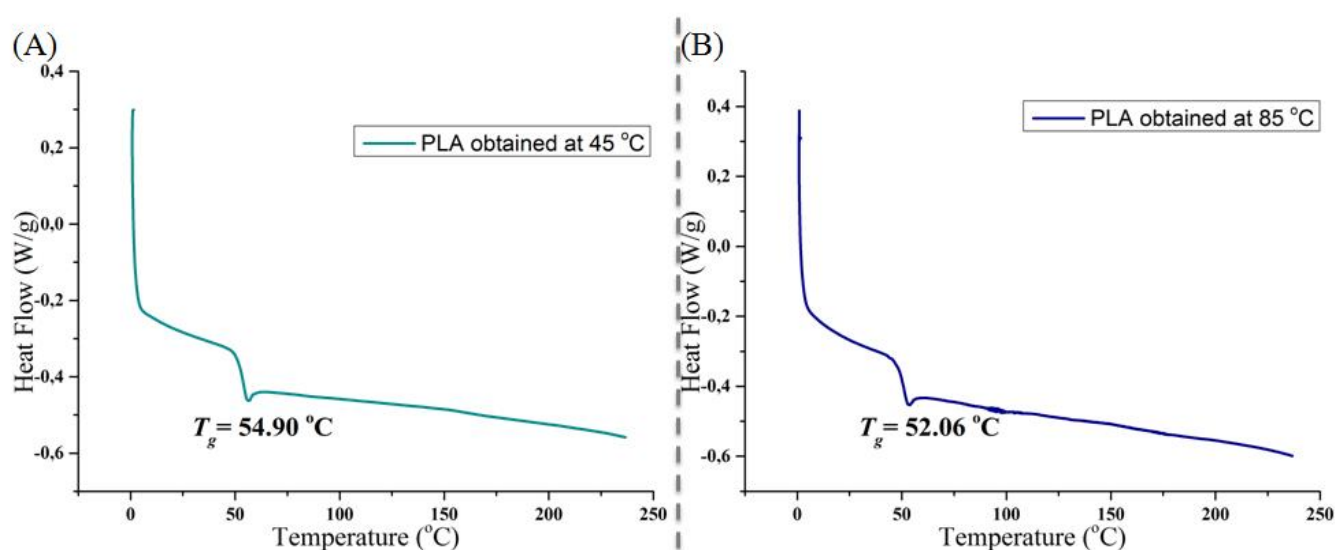 (A)
PLA obtained at 45 °C
Heat Flow (W/g)
0,4
0,2
0,0
-0,2
-0,4
-0,6
T_g = 54.90 °C
0
50
100
150
200
250
Temperature (°C)
(B)
PLA obtained at 85 °C
Heat Flow (W/g)
0,4
0,2
0,0
-0,2
-0,4
-0,6
T_g = 52.06 °C
0
50
100
150
200
250
Temperature (°C)